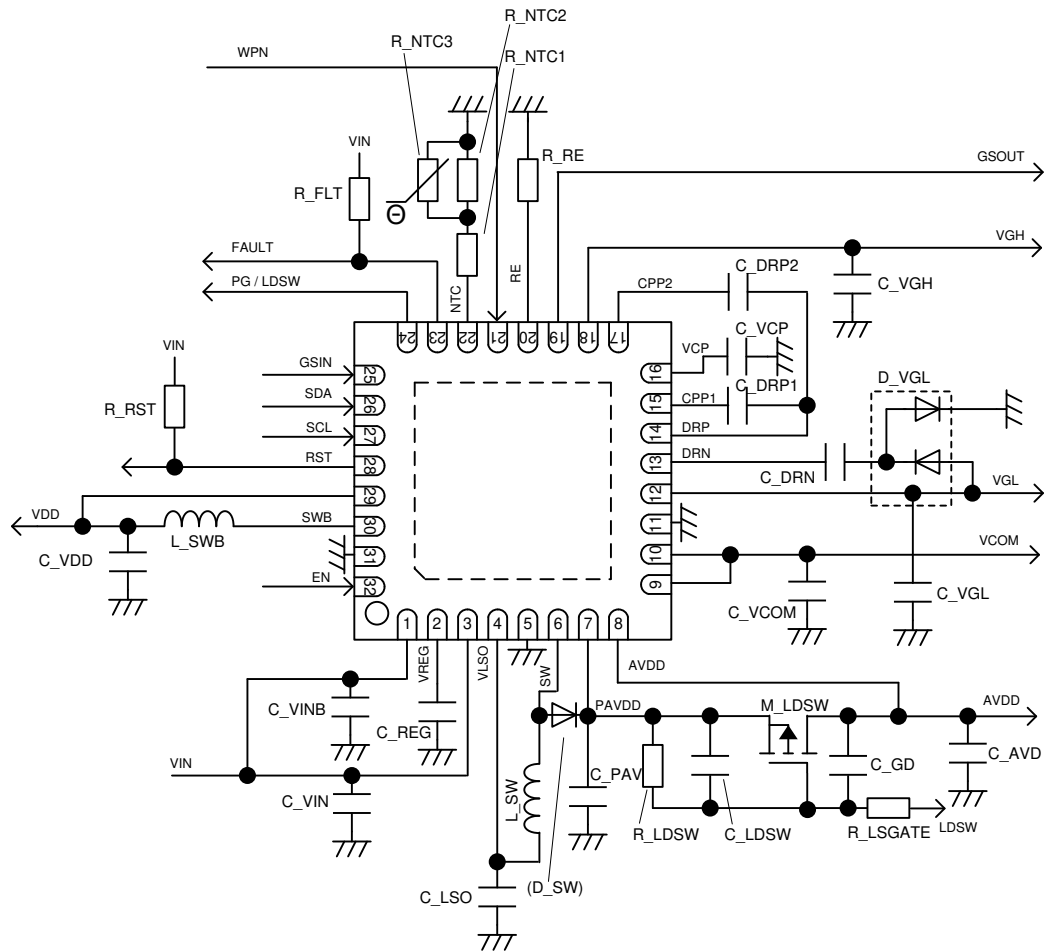 R_NTC2
R_NTC3
R_NTC1
WPN
VIN
R_FLT
Θ
R_RE
GSOUT
FAULT
VGH
PG / LDSW
NTC
RE
CPP2
C_DRP2
C_VGH
24
23
22
21
20
19
18
17
VIN
GSIN
25
16
VCP
C_VCP
R_RST
SDA
26
15
CPP1
C_DRP1
D_VGL
SCL
27
14
DRP
RST
28
13
DRN
C_DRN
29
12
VGL
VDD
L_SWB
SWB
30
11
C_VDD
31
10
VCOM
EN
32
9
C_VCOM
C_VGL
1
2
3
4
5
6
7
8
VREG
VLSO
SW
AVDD
C_VINB
C_REG
PAVDD
M_LDSW
AVDD
VIN
C_VIN
L_SW
C_PAV
C_GD
C_AVD
R_LDSW
C_LDSW
R_LSGATE
LDSW
C_LSO
(D_SW)